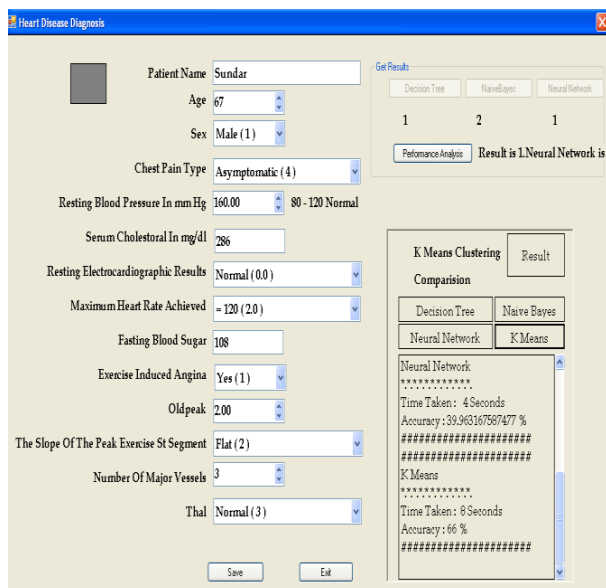 Heart Disease Diagnosis
Patient Name Sundar
Age 67
Sex Male ( 1 )
Chest Pain Type Asymptomatic ( 4 )
Resting Blood Pressure In mm Hg 160.00 80 - 120 Normal
Serum Cholestoral In mg/dl 286
Resting Electrocardiographic Results Normal ( 0.0 )
Maximum Heart Rate Achieved = 120 ( 2.0 )
Fasting Blood Sugar 108
Exercise Induced Angina Yes ( 1 )
Oldpeak 2.00
The Slope Of The Peak Exercise St Segment Flat ( 2 )
Number Of Major Vessels 3
Thal Normal ( 3 )
Save Exit
Get Results
Decision Tree NaiveBayes Neural Network
1 2 1
Performance Analysis Result is 1.Neural Network is
K Means Clustering
Comparision
Result
Decision Tree Naive Bayes
Neural Network K Means
Neural Network
************
Time Taken : 4 Seconds
Accuracy : 39.963167587477 %
######################
######################
K Means
************
Time Taken : 8 Seconds
Accuracy : 66 %
######################